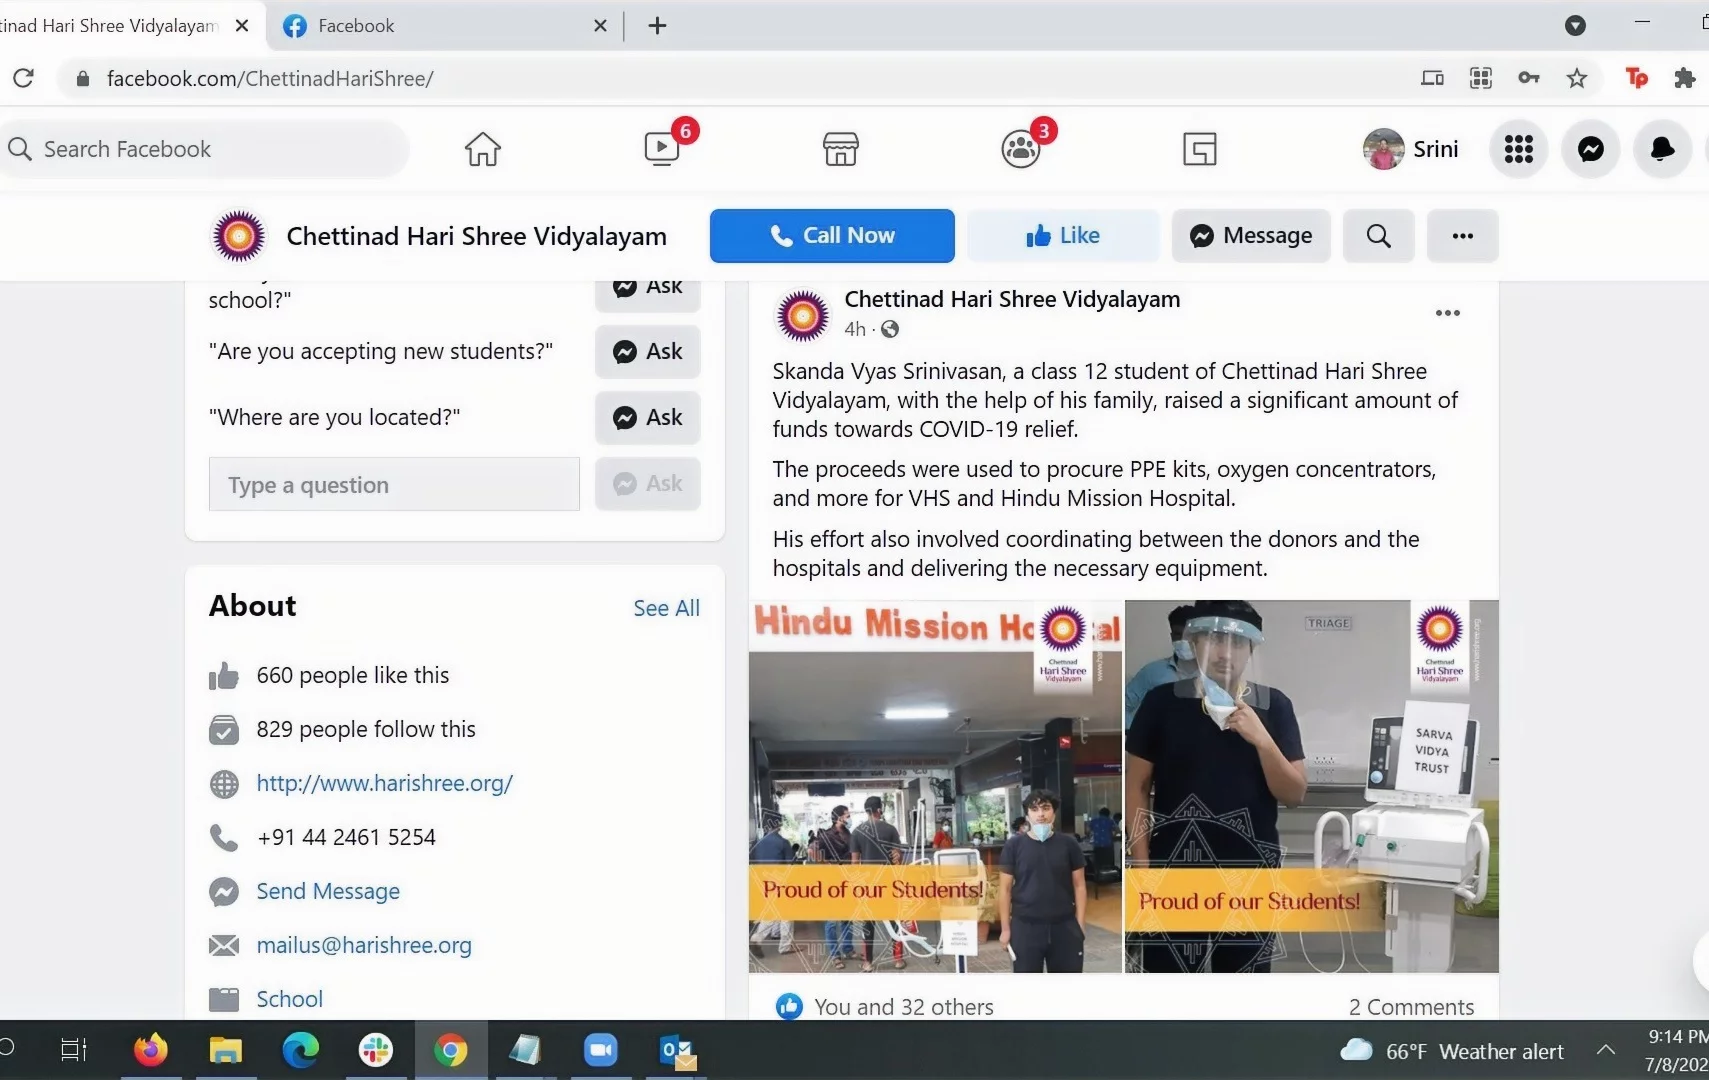 tinad Hari Shree Vidyalayam
Facebook
facebook.com/ChettinadHariShree/
Search Facebook
6
3
Srini
Chettinad Hari Shree Vidyalayam
Call Now
Like
Message
school?"
Ask
"Are you accepting new students?"
Ask
"Where are you located?"
Ask
Type a question
Ask
About
See All
660 people like this
829 people follow this
http://www.harishree.org/
+91 44 2461 5254
Send Message
mailus@harishree.org
School
Chettinad Hari Shree Vidyalayam
4h ·
Skanda Vyas Srinivasan, a class 12 student of Chettinad Hari Shree
Vidyalayam, with the help of his family, raised a significant amount of
funds towards COVID-19 relief.
The proceeds were used to procure PPE kits, oxygen concentrators,
and more for VHS and Hindu Mission Hospital.
His effort also involved coordinating between the donors and the
hospitals and delivering the necessary equipment.
Hindu Mission Ho al
Chettinad
Hari Shree
Vidyalayam
Proud of our Students!
TRIAGE
Chettinad
Hari Shree
Vidyalayam
SARVA
VIDYA
TRUST
Proud of our Students!
You and 32 others
2 Comments
Tp
66°F Weather alert
9:14 PM
7/8/202